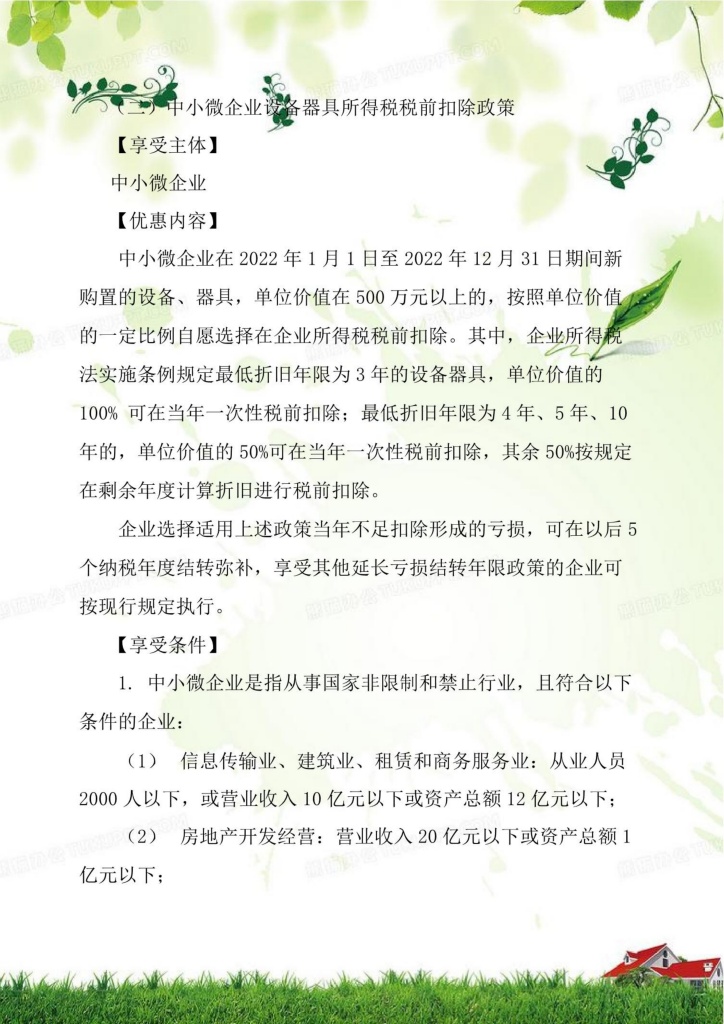 （二）中小微企业设备器具所得税税前扣除政策
【享受主体】
中小微企业
【优惠内容】
中小微企业在 2022 年 1 月 1 日至 2022 年 12 月 31 日期间新
购置的设备、器具，单位价值在 500 万元以上的，按照单位价值
的一定比例自愿选择在企业所得税税前扣除。其中，企业所得税
法实施条例规定最低折旧年限为 3 年的设备器具，单位价值的
100% 可在当年一次性税前扣除；最低折旧年限为 4 年、5 年、10
年的，单位价值的 50%可在当年一次性税前扣除，其余 50%按规定
在剩余年度计算折旧进行税前扣除。
企业选择适用上述政策当年不足扣除形成的亏损，可在以后 5
个纳税年度结转弥补，享受其他延长亏损结转年限政策的企业可
按现行规定执行。
【享受条件】
1. 中小微企业是指从事国家非限制和禁止行业，且符合以下
条件的企业：
（1） 信息传输业、建筑业、租赁和商务服务业：从业人员
2000 人以下，或营业收入 10 亿元以下或资产总额 12 亿元以下；
（2） 房地产开发经营：营业收入 20 亿元以下或资产总额 1
亿元以下；